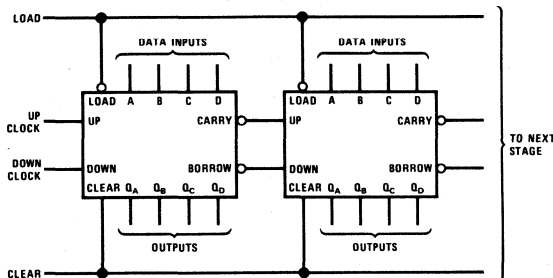 LOAD
DATA INPUTS
DATA INPUTS
LOAD A B C D
LOAD A B C D
UP CLOCK
UP
CARRY
UP
CARRY
TO NEXT STAGE
DOWN CLOCK
DOWN
BORROW
DOWN
BORROW
CLEAR QA QB QC QD
CLEAR QA QB QC QD
OUTPUTS
OUTPUTS
CLEAR